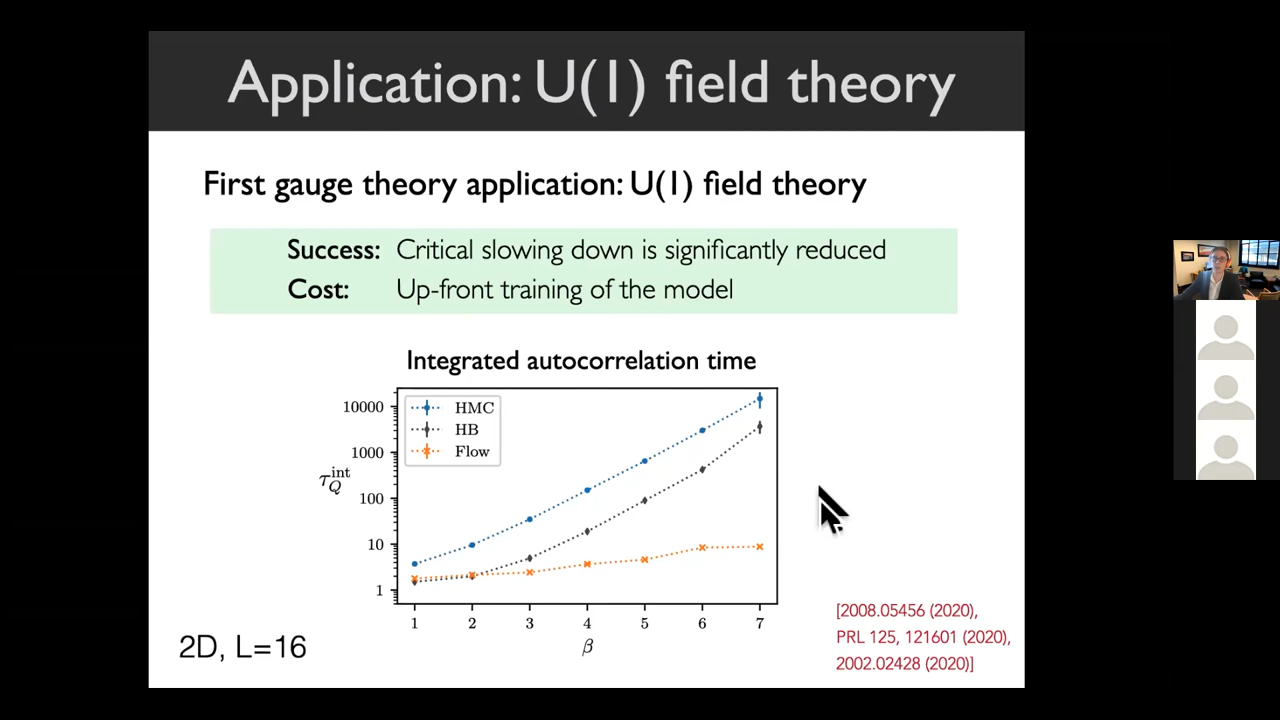 Application: U(1) field theory
First gauge theory application: U(1) field theory
Success: Critical slowing down is significantly reduced
Cost: Up-front training of the model
Integrated autocorrelation time
10000
1000
100
10
1
τ_Q^int
HMC
HB
Flow
1 2 3 4 5 6 7
β
2D, L=16
[2008.05456 (2020),
PRL 125, 121601 (2020),
2002.02428 (2020)]